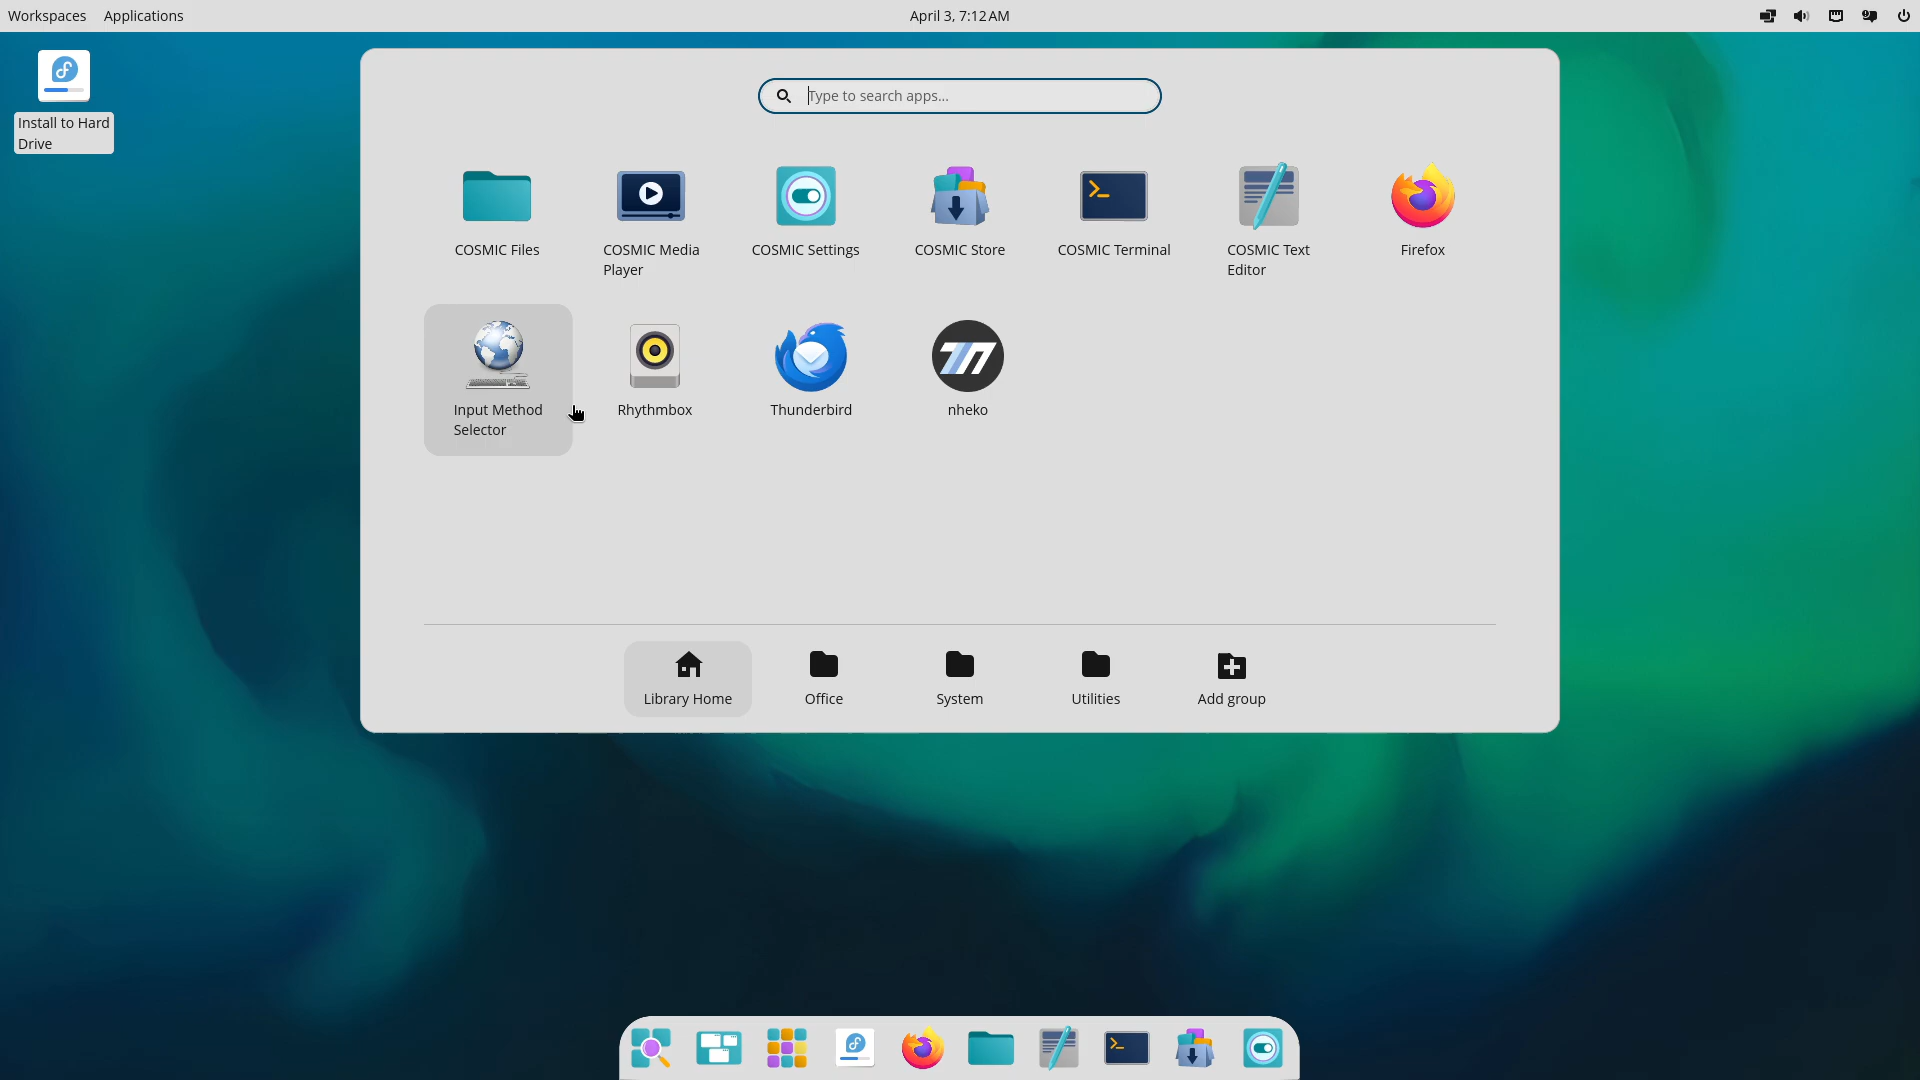 Workspaces Applications April 3, 7:12 AM
Install to Hard
Drive
Type to search apps...
COSMIC Files
COSMIC Media
Player
COSMIC Settings
COSMIC Store
COSMIC Terminal
COSMIC Text
Editor
Firefox
Input Method
Selector
Rhythmbox
Thunderbird
nheko
Library Home
Office
System
Utilities
Add group